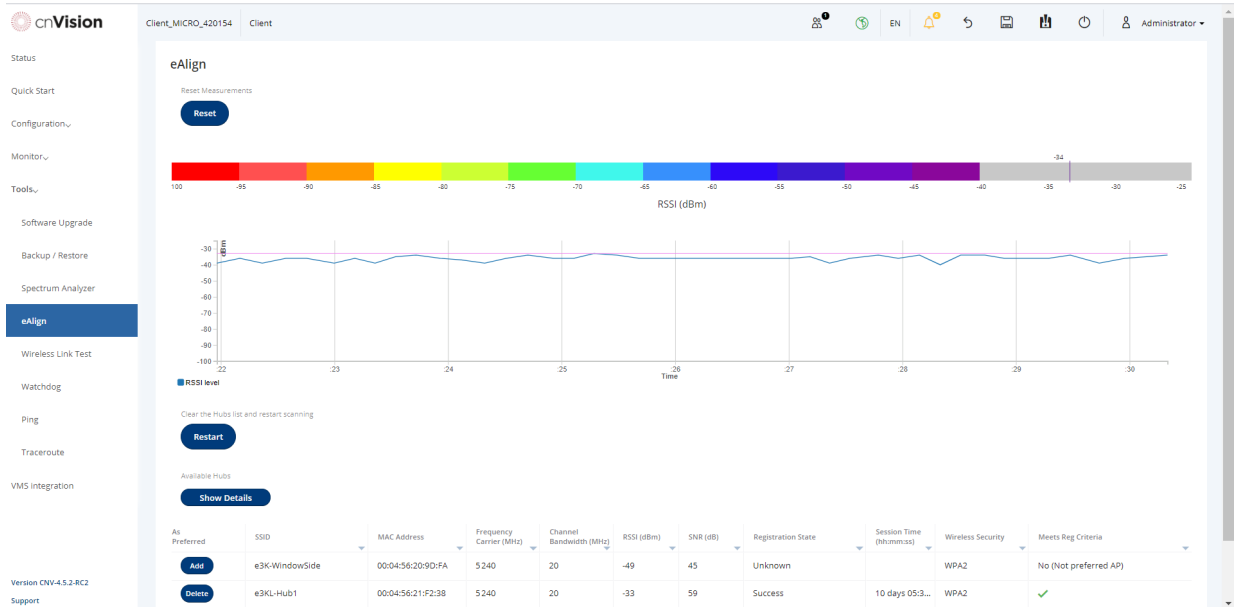 cnVision
Client_MICRO_420154 Client
1
EN
2
Administrator
Status
Quick Start
Configuration
Monitor
Tools
Software Upgrade
Backup / Restore
Spectrum Analyzer
eAlign
Wireless Link Test
Watchdog
Ping
Traceroute
VMS Integration
Version CNV-4.5.2-RC2
Support
eAlign
Reset Measurements
Reset
-34
100 -95 -90 -85 -80 -75 -70 -65 -60 -55 -50 -45 -40 -35 -30 -25
RSSI (dBm)
dBm
-30
-40
-50
-60
-70
-80
-90
-100
:22 :23 :24 :25 :26 :27 :28 :29 :30
Time
RSSI level
Clear the Hubs list and restart scanning
Restart
Available Hubs
Show Details
As Preferred SSID MAC Address Frequency Carrier (MHz) Channel Bandwidth (MHz) RSSI (dBm) SNR (dB) Registration State Session Time (hh:mm:ss) Wireless Security Meets Reg Criteria
Add e3K-WindowSide 00:04:56:20:9D:FA 5240 20 -49 45 Unknown WPA2 No (Not preferred AP)
Delete e3KL-Hub1 00:04:56:21:F2:38 5240 20 -33 59 Success 10 days 05:3... WPA2